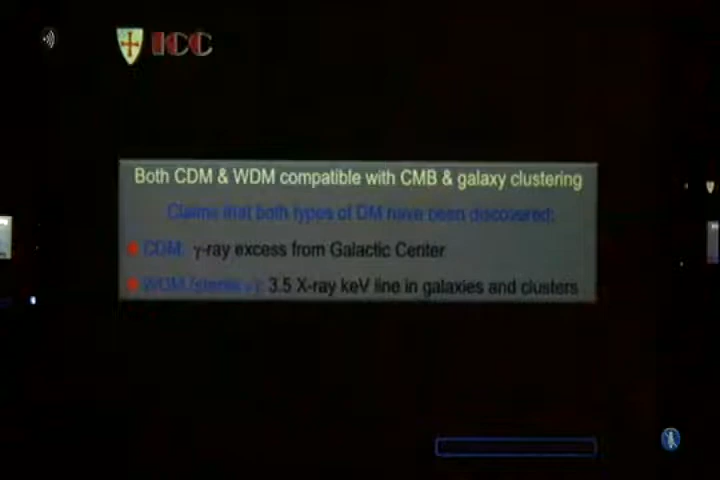 ICC
Both CDM & WDM compatible with CMB & galaxy clustering
Claims that both types of DM have been discovered:
CDM: γ-ray excess from Galactic Center
WDM (sterile ν): 3.5 X-ray keV line in galaxies and clusters